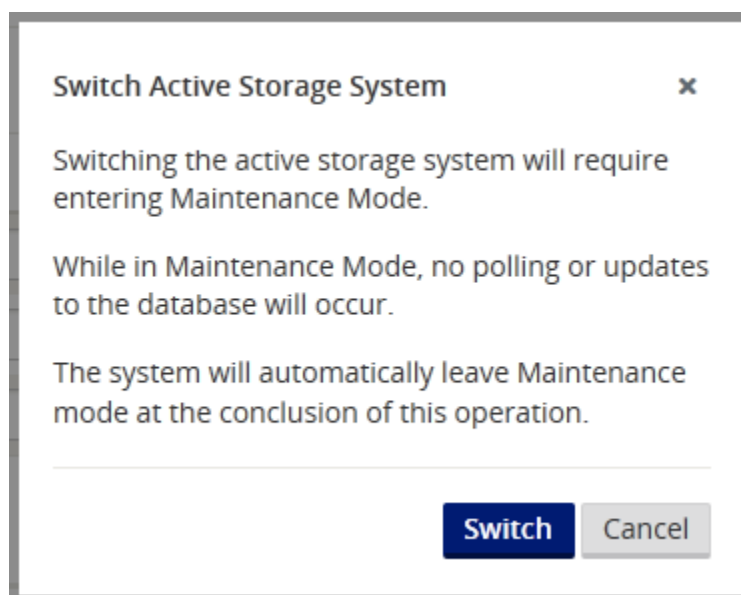 Switch Active Storage System
×
Switching the active storage system will require
entering Maintenance Mode.
While in Maintenance Mode, no polling or updates
to the database will occur.
The system will automatically leave Maintenance
mode at the conclusion of this operation.
Switch
Cancel